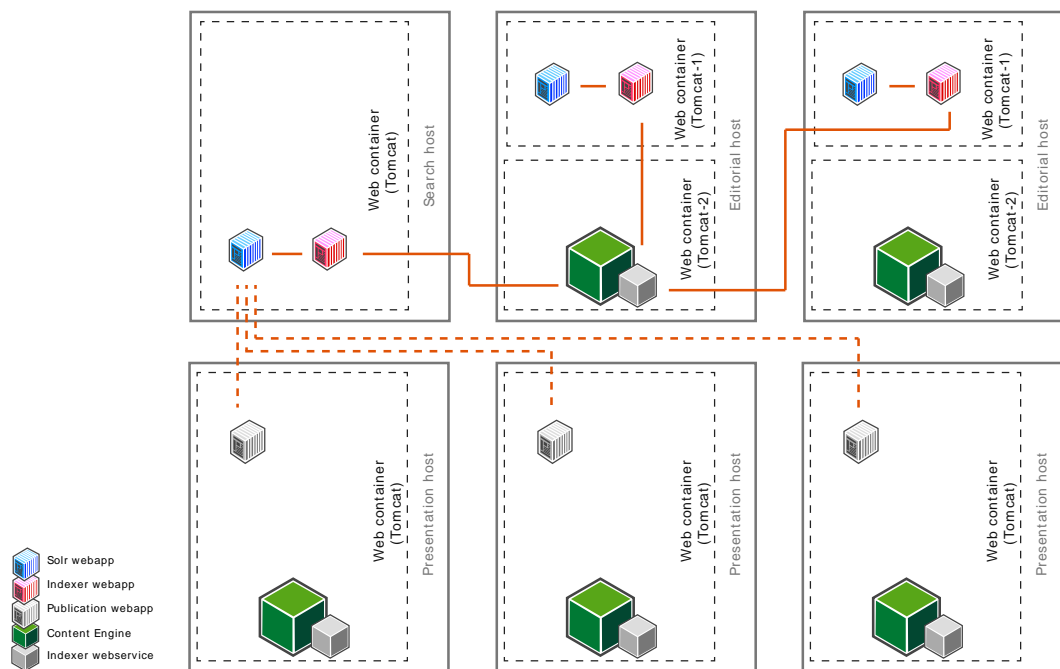 Web container
(Tomcat)
Search host
Web container
(Tomcat-1)
Web container
(Tomcat-2)
Editorial host
Web container
(Tomcat-1)
Web container
(Tomcat-2)
Editorial host
Web container
(Tomcat)
Presentation host
Web container
(Tomcat)
Presentation host
Web container
(Tomcat)
Presentation host
Solr webapp
Indexer webapp
Publication webapp
Content Engine
Indexer webservice